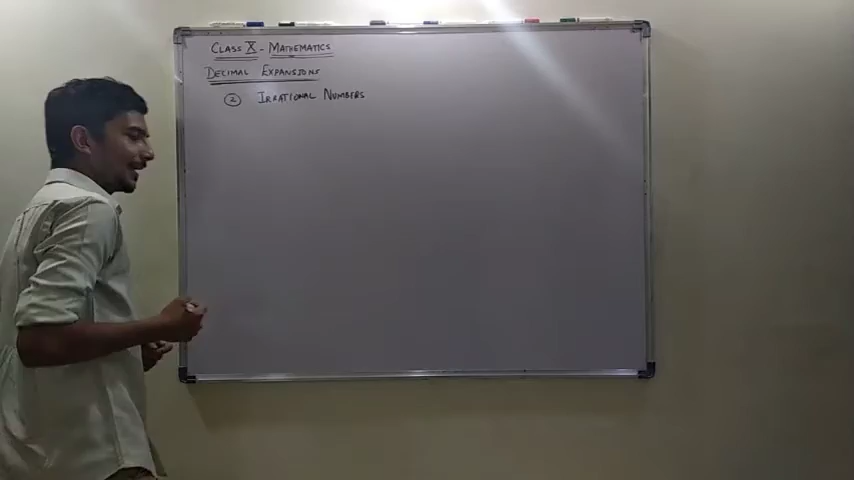 CLASS X - MATHEMATICS
DECIMAL EXPANSIONS
② IRRATIONAL NUMBERS